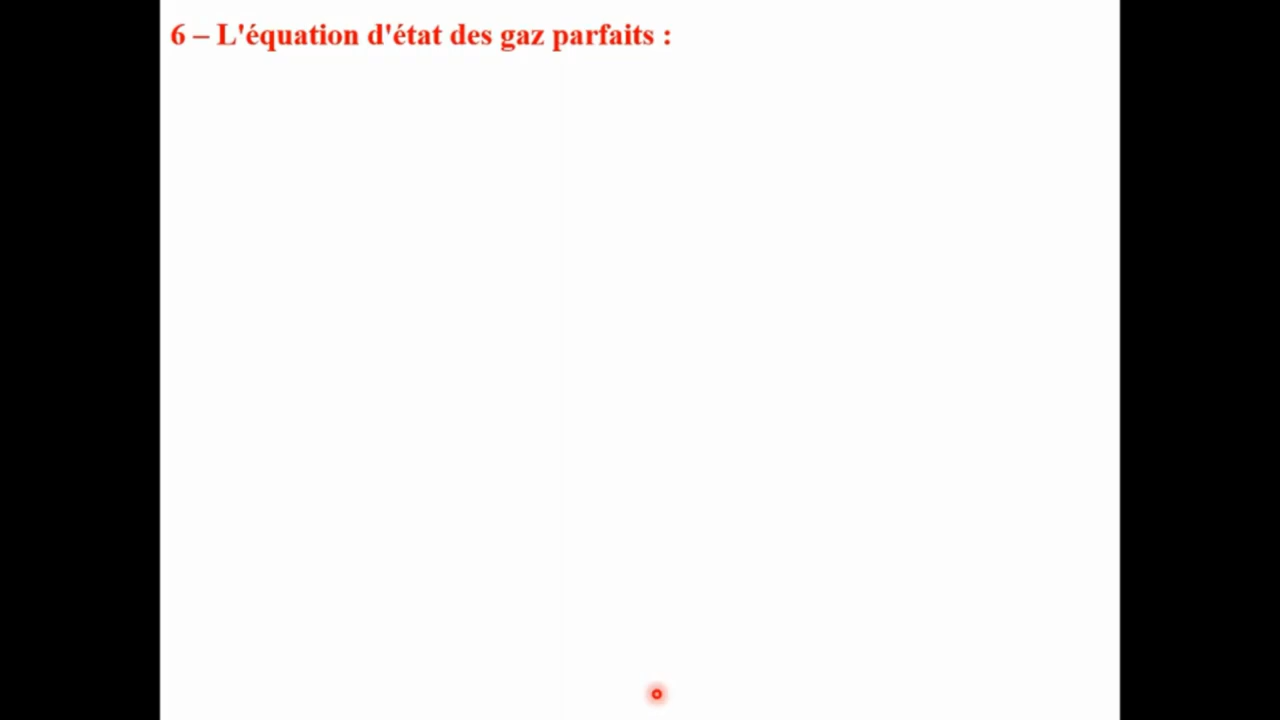 6 – L'équation d'état des gaz parfaits :